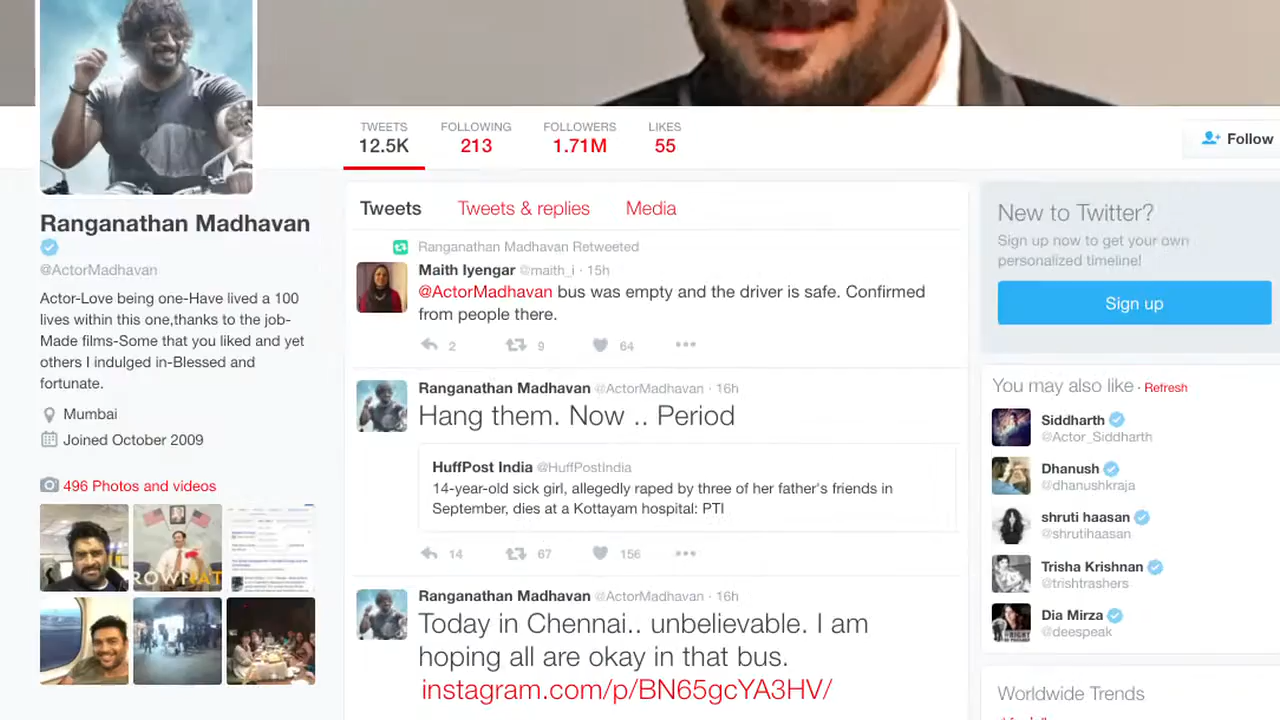 TWEETS FOLLOWING FOLLOWERS LIKES
12.5K 213 1.71M 55
Follow
Ranganathan Madhavan
@ActorMadhavan
Actor-Love being one-Have lived a 100
lives within this one,thanks to the job-
Made films-Some that you liked and yet
others I indulged in-Blessed and
fortunate.
Mumbai
Joined October 2009
496 Photos and videos
Tweets Tweets & replies Media
Ranganathan Madhavan Retweeted
Maith Iyengar @maith_i · 15h
@ActorMadhavan bus was empty and the driver is safe. Confirmed
from people there.
2 9 64
Ranganathan Madhavan @ActorMadhavan · 16h
Hang them. Now .. Period
HuffPost India @HuffPostIndia
14-year-old sick girl, allegedly raped by three of her father's friends in
September, dies at a Kottayam hospital: PTI
14 67 156
Ranganathan Madhavan @ActorMadhavan · 16h
Today in Chennai.. unbelievable. I am
hoping all are okay in that bus.
instagram.com/p/BN65gcYA3HV/
New to Twitter?
Sign up now to get your own
personalized timeline!
Sign up
You may also like · Refresh
Siddharth
@Actor_Siddharth
Dhanush
@dhanushkraja
shruti haasan
@shrutihaasan
Trisha Krishnan
@trishtrashers
Dia Mirza
@deespeak
Worldwide Trends